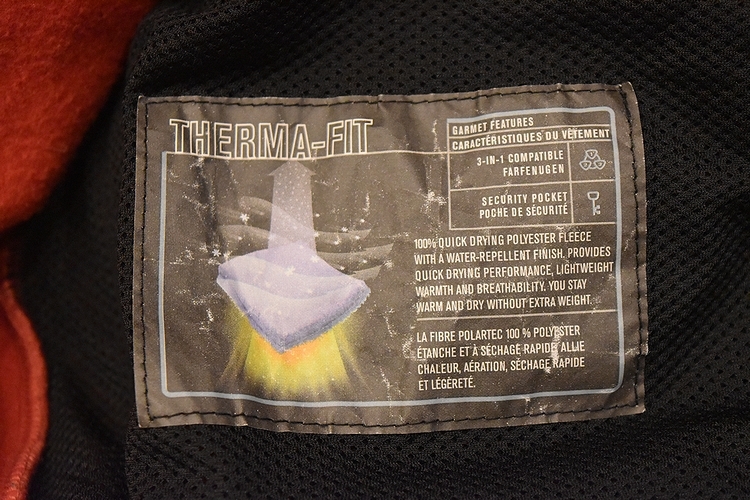 THERMA-FIT
GARMET FEATURES
CARACTÉRISTIQUES DU VÊTEMENT
3-IN-1 COMPATIBLE
FARFENUGEN
SECURITY POCKET
POCHE DE SÉCURITÉ
100% QUICK DRYING POLYESTER FLEECE
WITH A WATER-REPELLENT FINISH. PROVIDES
QUICK DRYING PERFORMANCE, LIGHTWEIGHT
WARMTH AND BREATHABILITY. YOU STAY
WARM AND DRY WITHOUT EXTRA WEIGHT.
LA FIBRE POLARTEC 100 % POLYESTER
ÉTANCHE ET À SÉCHAGE RAPIDE ALLIE
CHALEUR, AÉRATION, SÉCHAGE RAPIDE
ET LÉGÈRETÉ.